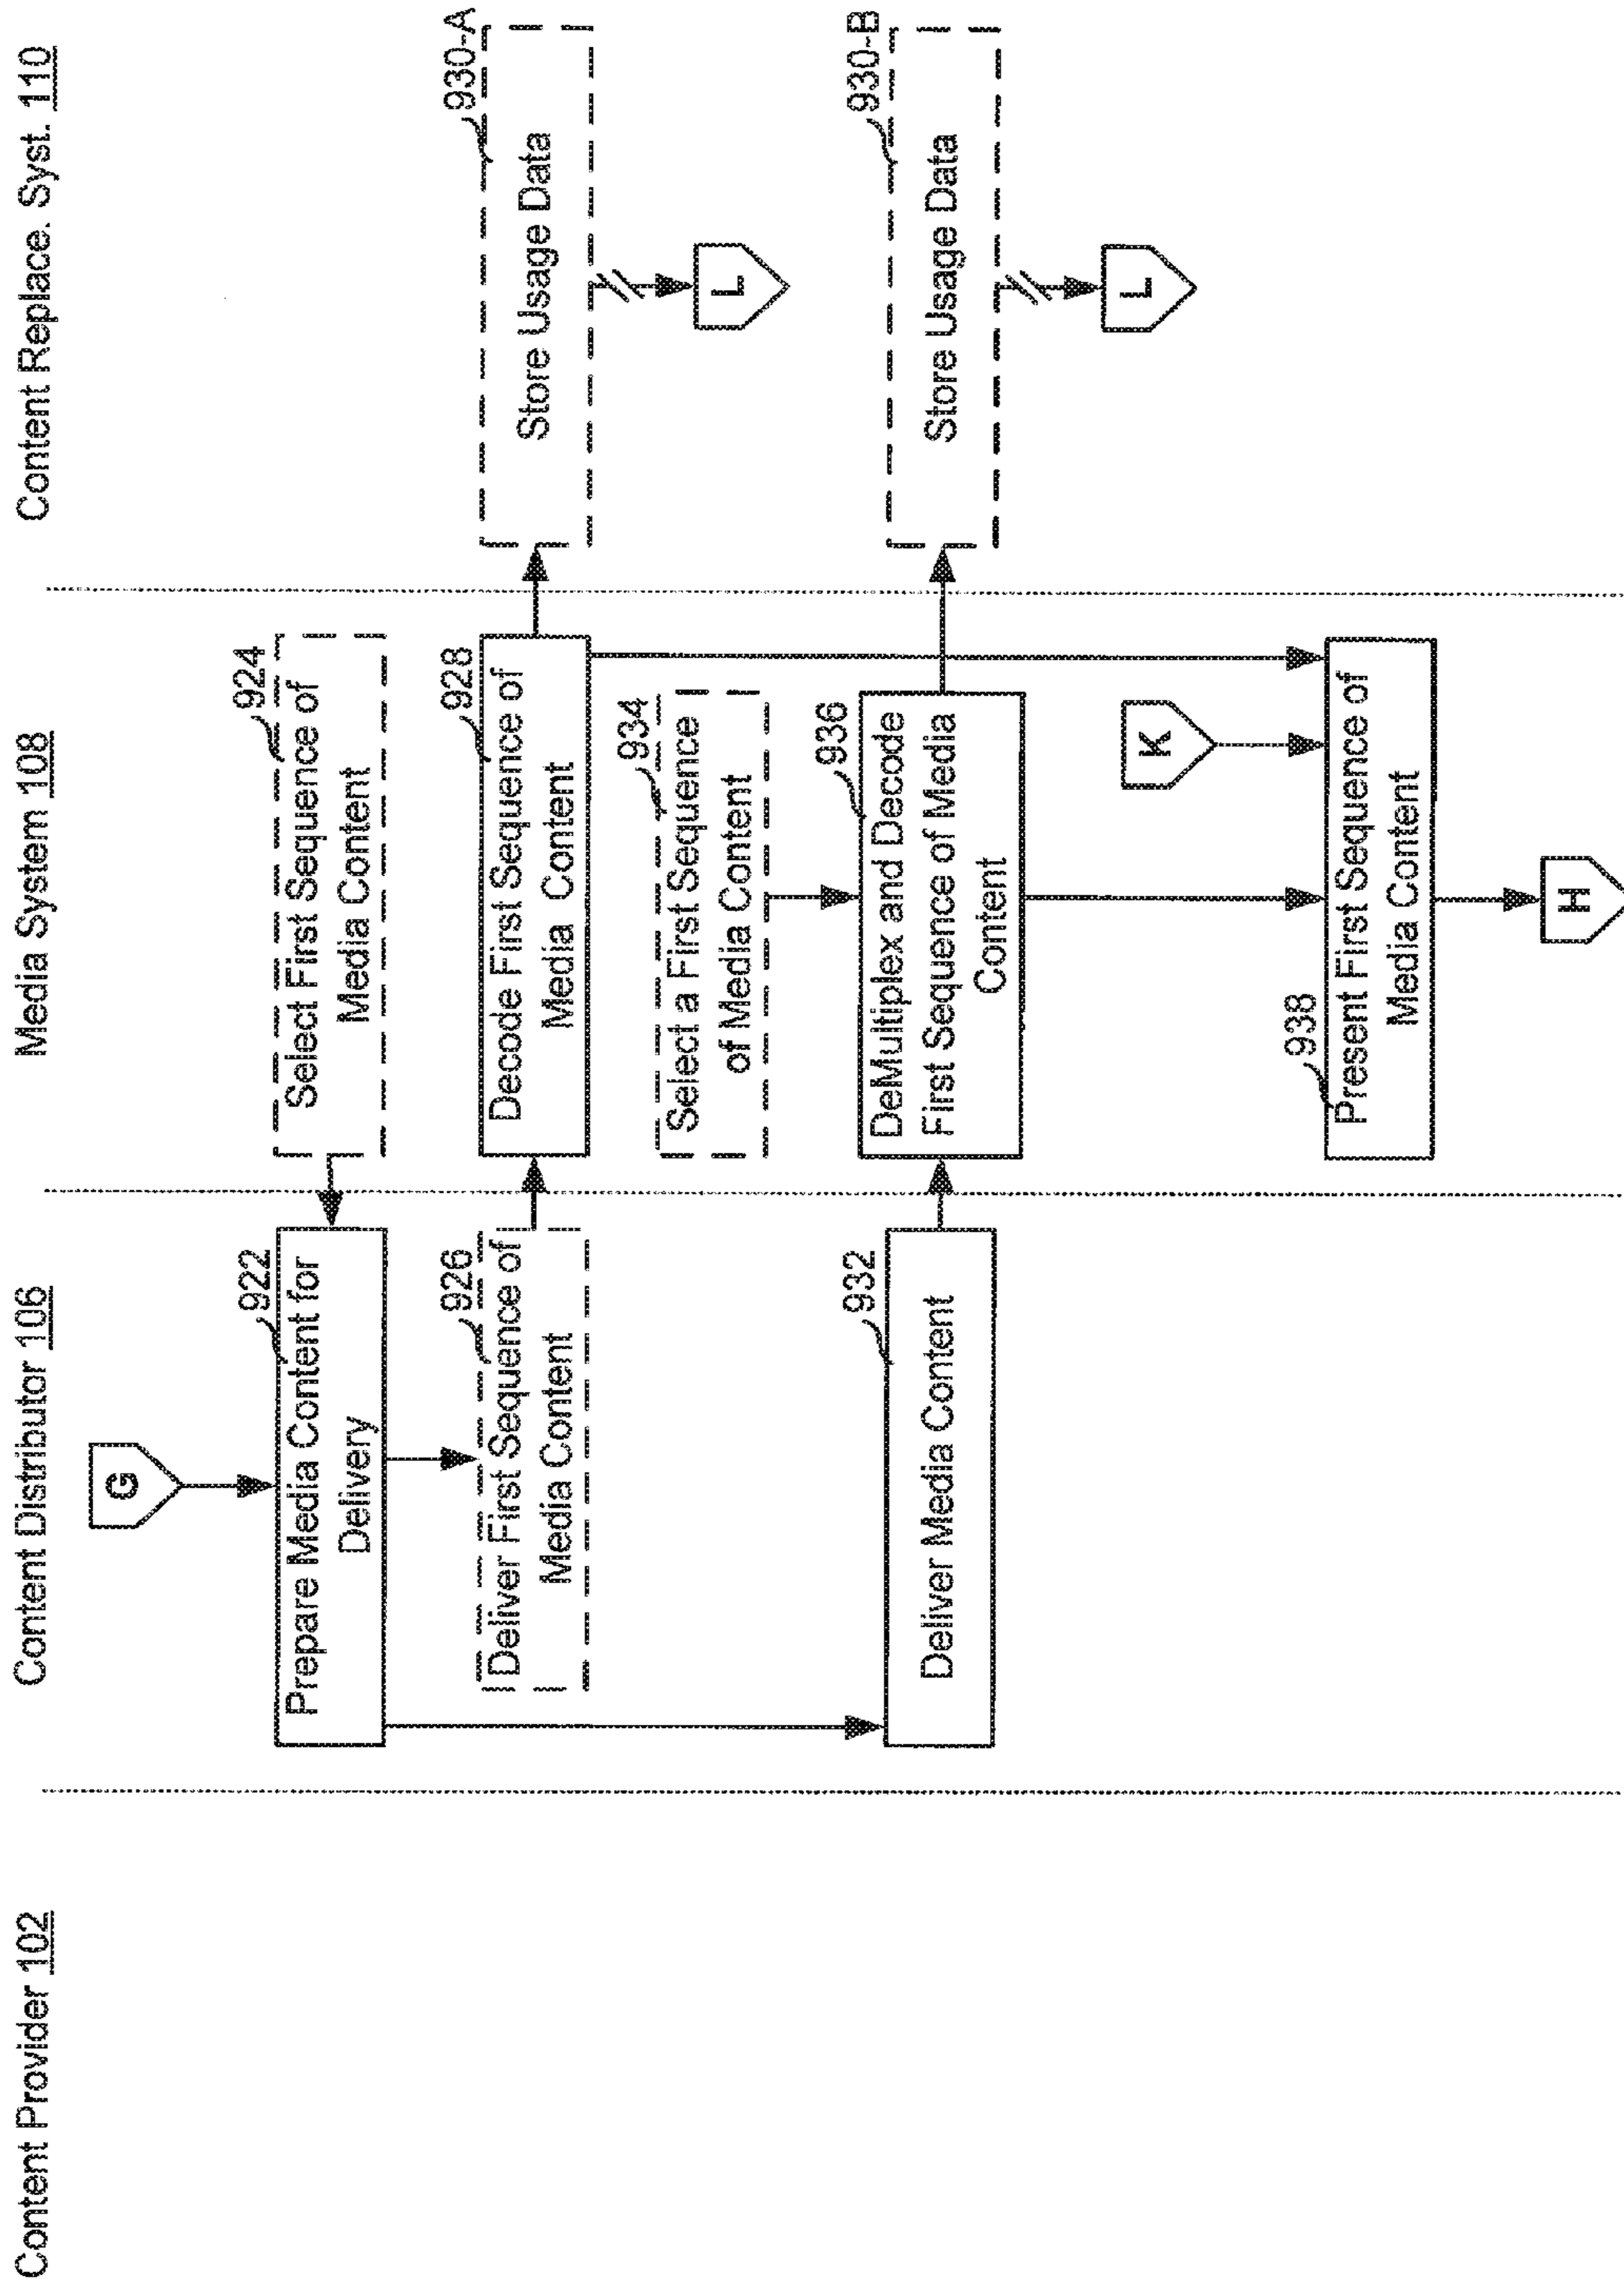 Content Provider 102
Content Distributor 106
Media System 108
Content Replace. Syst. 110
G
922
Prepare Media Content for
Delivery
924
Select First Sequence of
Media Content
926
Deliver First Sequence of
Media Content
928
Decode First Sequence of
Media Content
930-A
Store Usage Data
L
934
Select a First Sequence
of Media Content
932
Deliver Media Content
936
DeMultiplex and Decode
First Sequence of Media
Content
930-B
Store Usage Data
L
K
938
Present First Sequence of
Media Content
H